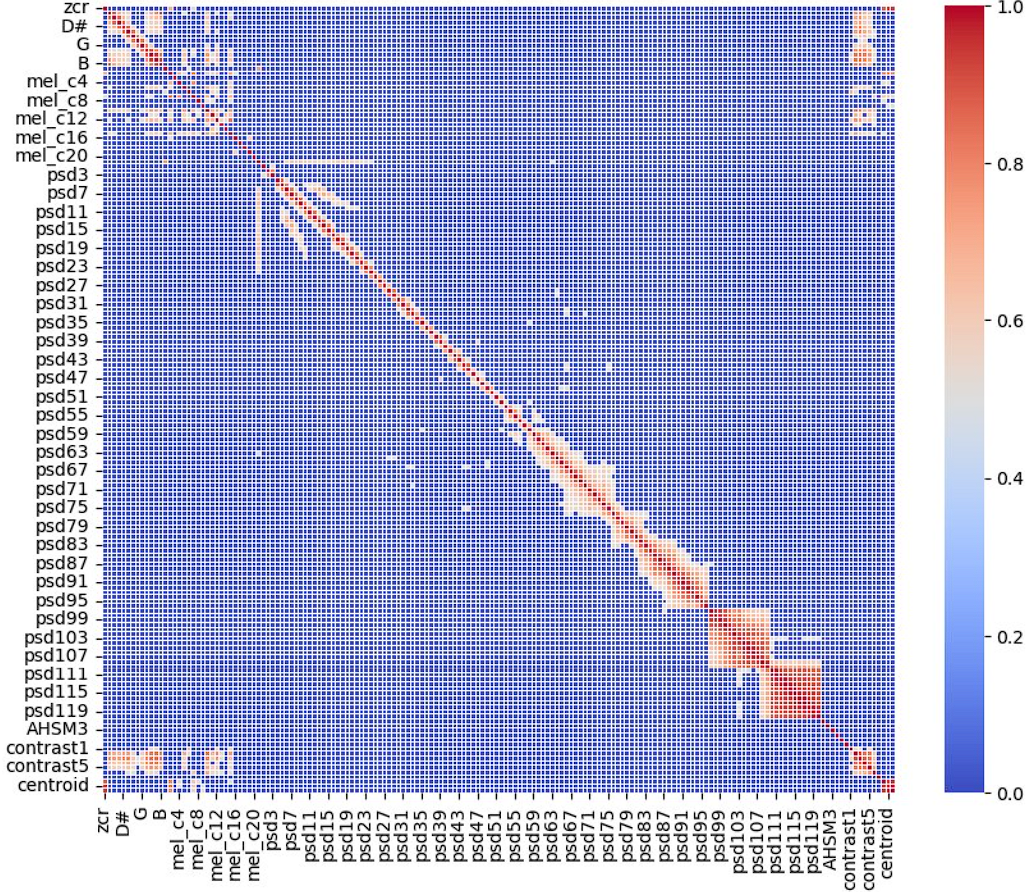 zcr
D#
G
B
mel_c4
mel_c8
mel_c12
mel_c16
mel_c20
psd3
psd7
psd11
psd15
psd19
psd23
psd27
psd31
psd35
psd39
psd43
psd47
psd51
psd55
psd59
psd63
psd67
psd71
psd75
psd79
psd83
psd87
psd91
psd95
psd99
psd103
psd107
psd111
psd115
psd119
AHSM3
contrast1
contrast5
centroid
zcr
D#
G
B
mel_c4
mel_c8
mel_c12
mel_c16
mel_c20
psd3
psd7
psd11
psd15
psd19
psd23
psd27
psd31
psd35
psd39
psd43
psd47
psd51
psd55
psd59
psd63
psd67
psd71
psd75
psd79
psd83
psd87
psd91
psd95
psd99
psd103
psd107
psd111
psd115
psd119
AHSM3
contrast1
contrast5
centroid
1.0
0.8
0.6
0.4
0.2
0.0